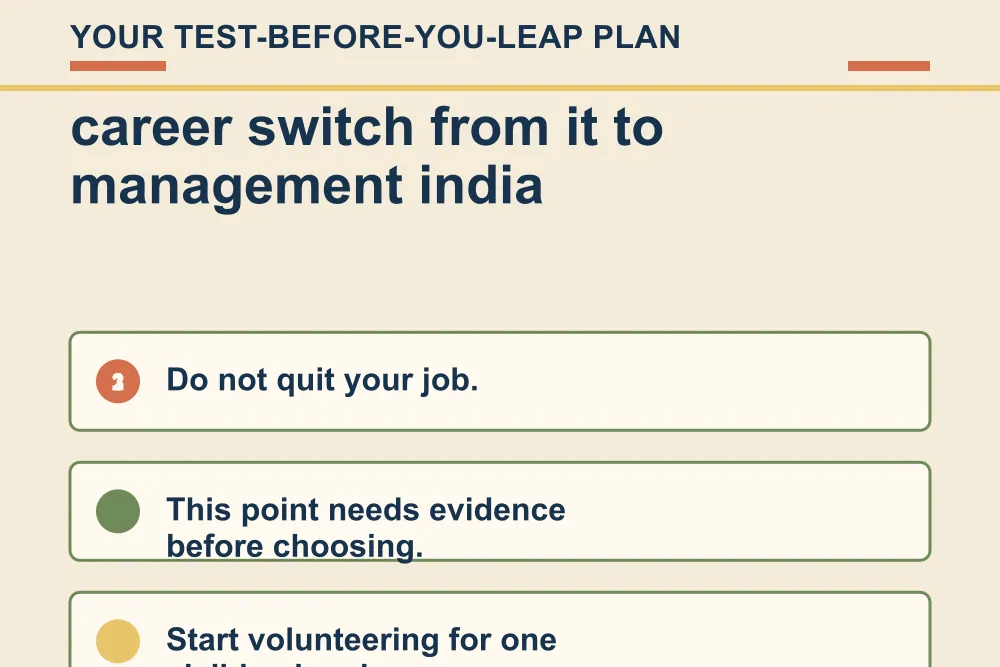 YOUR TEST-BEFORE-YOU-LEAP PLAN
career switch from it to
management india
Do not quit your job.
This point needs evidence
before choosing.
Start volunteering for one